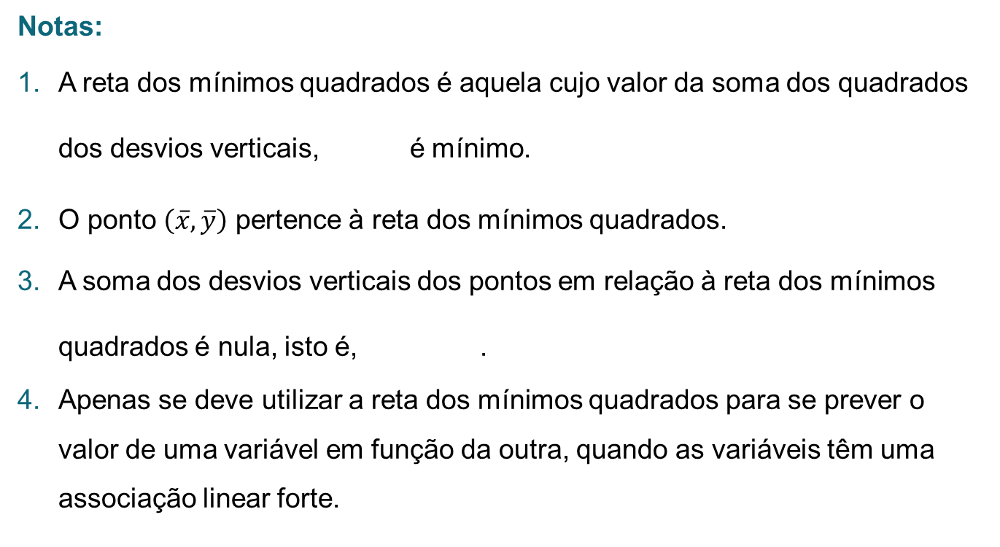 Notas:
1. A reta dos mínimos quadrados é aquela cujo valor da soma dos quadrados
dos desvios verticais, é mínimo.
2. O ponto (x̄, ȳ) pertence à reta dos mínimos quadrados.
3. A soma dos desvios verticais dos pontos em relação à reta dos mínimos
quadrados é nula, isto é, .
4. Apenas se deve utilizar a reta dos mínimos quadrados para se prever o
valor de uma variável em função da outra, quando as variáveis têm uma
associação linear forte.